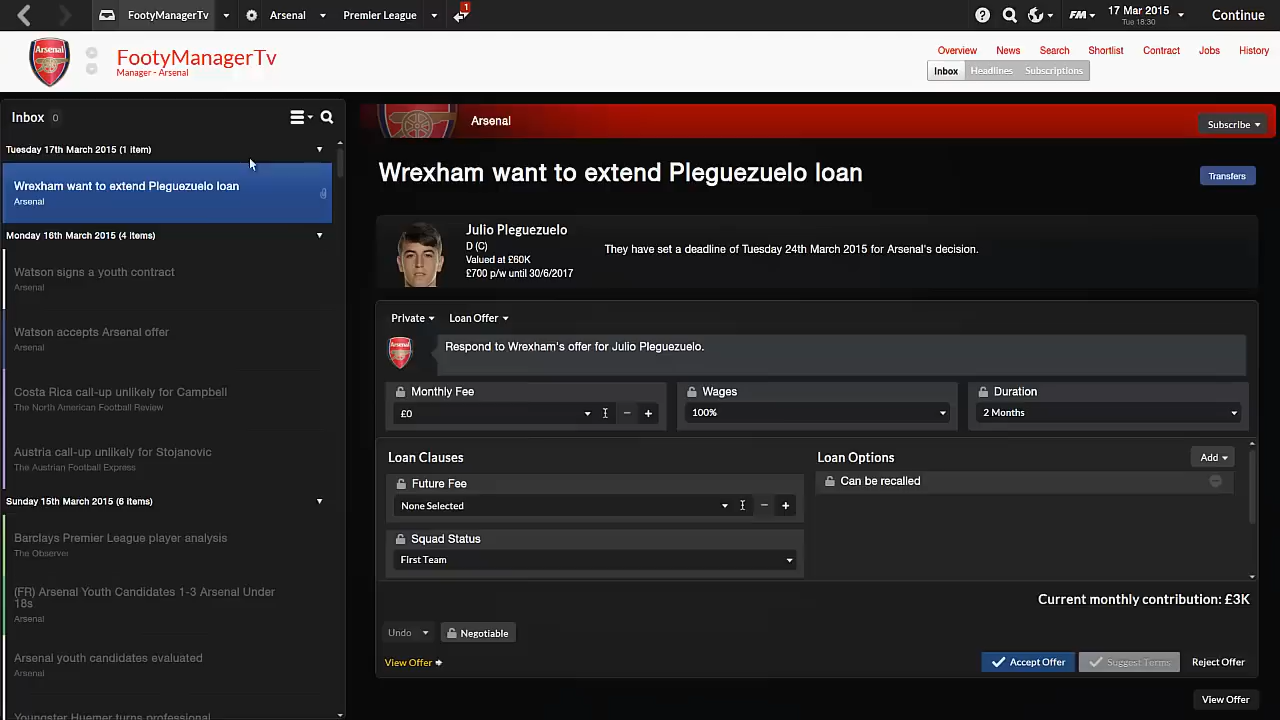 FootyManagerTv
Arsenal
Premier League
1
FM
17 Mar 2015
Tue 18:30
Continue
Arsenal
FootyManagerTv
Manager - Arsenal
Overview
News
Search
Shortlist
Contract
Jobs
History
Inbox
Headlines
Subscriptions
Inbox 0
Tuesday 17th March 2015 (1 item)
Wrexham want to extend Pleguezuelo loan
Arsenal
Monday 16th March 2015 (4 items)
Watson signs a youth contract
Arsenal
Watson accepts Arsenal offer
Arsenal
Costa Rica call-up unlikely for Campbell
The North American Football Review
Austria call-up unlikely for Stojanovic
The Austrian Football Express
Sunday 15th March 2015 (6 items)
Barclays Premier League player analysis
The Observer
(FR) Arsenal Youth Candidates 1-3 Arsenal Under
18s
Arsenal
Arsenal youth candidates evaluated
Arsenal
Youngster Huemer turns professional
Arsenal
Subscribe
Wrexham want to extend Pleguezuelo loan
Transfers
Julio Pleguezuelo
D (C)
Valued at £60K
£700 p/w until 30/6/2017
They have set a deadline of Tuesday 24th March 2015 for Arsenal's decision.
Private
Loan Offer
Arsenal
Respond to Wrexham's offer for Julio Pleguezuelo.
Monthly Fee
£0
Wages
100%
Duration
2 Months
Loan Clauses
Future Fee
None Selected
Squad Status
First Team
Loan Options
Add
Can be recalled
Current monthly contribution: £3K
Undo
Negotiable
View Offer
Accept Offer
Suggest Terms
Reject Offer
View Offer